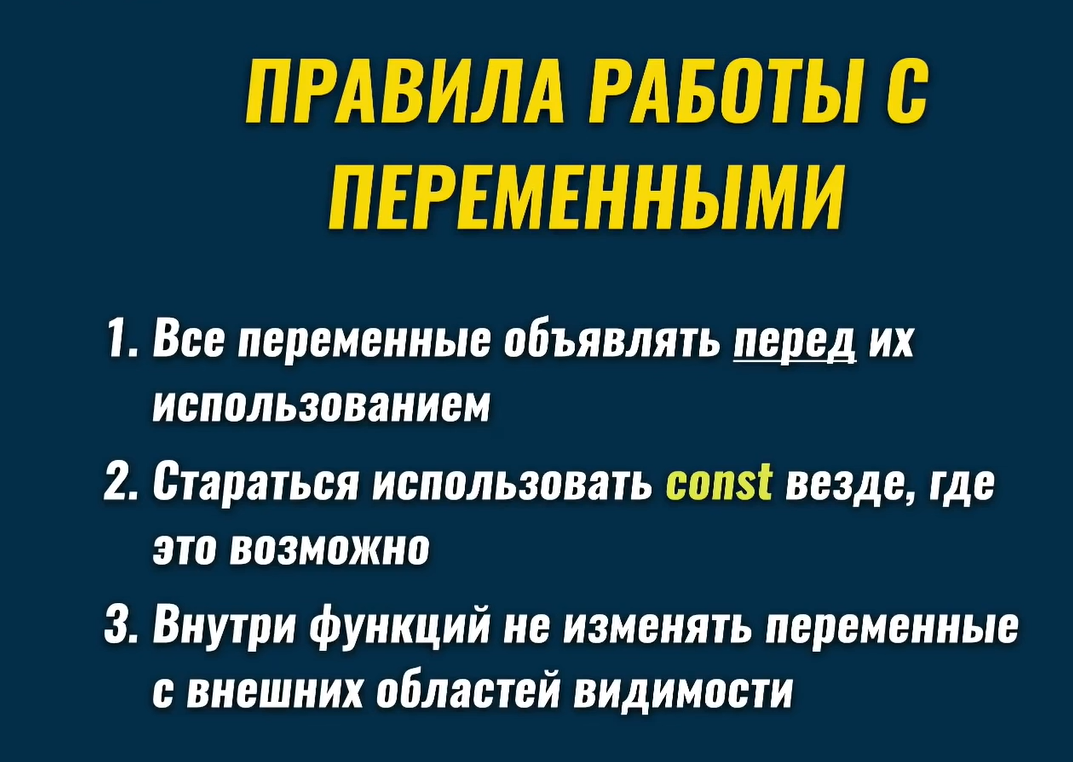 ПРАВИЛА РАБОТЫ С
ПЕРЕМЕННЫМИ
1. Все переменные объявлять перед их
использованием
2. Стараться использовать const везде, где
это возможно
3. Внутри функций не изменять переменные
с внешних областей видимости